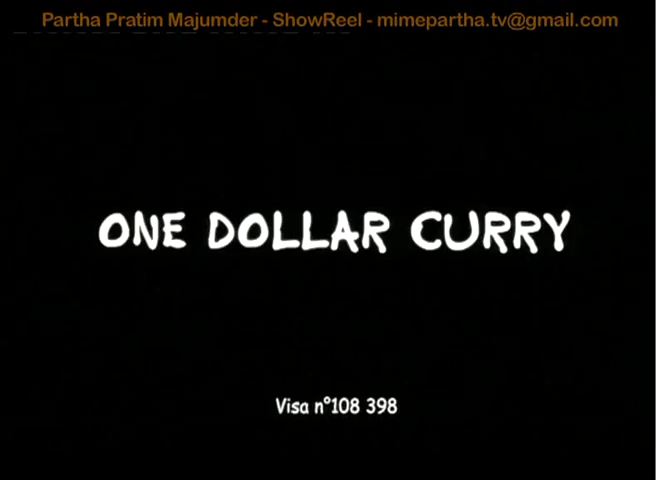 Partha Pratim Majumder - ShowReel - mimepartha.tv@gmail.com
ONE DOLLAR CURRY
Visa n°108 398